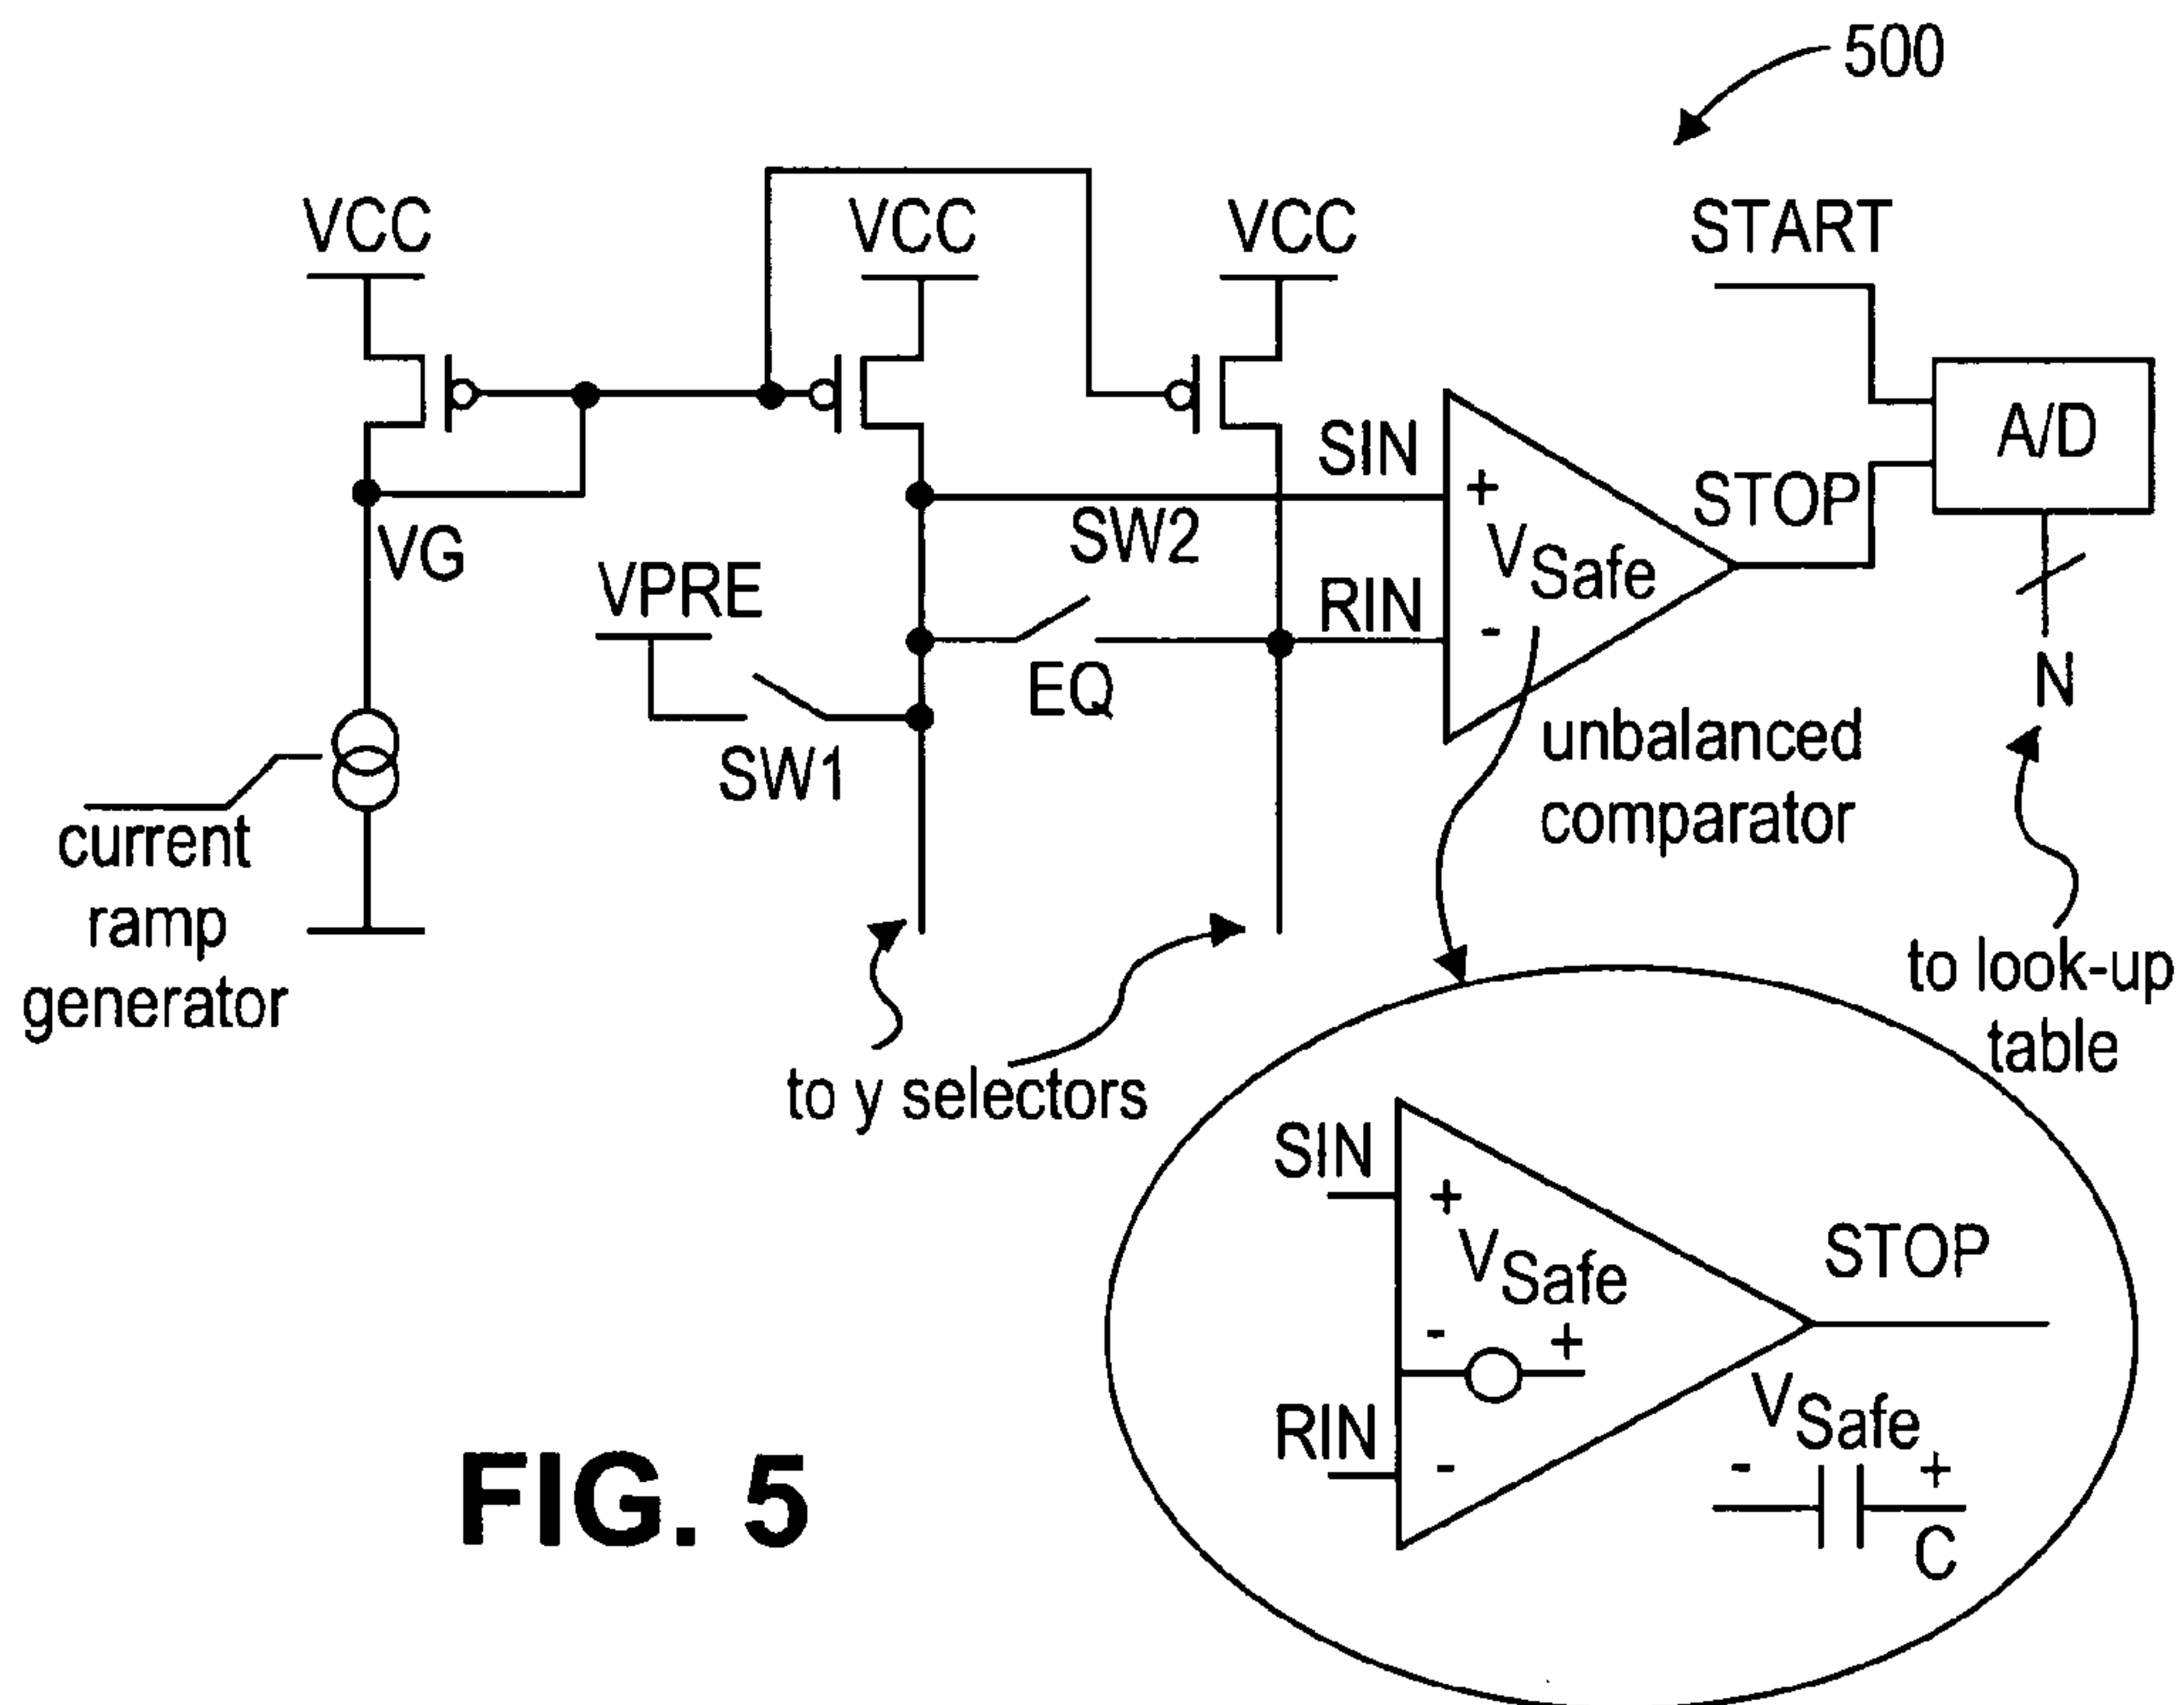 500
VCC
VCC
VCC
START
A/D
SIN
+
STOP
VG
SW2
VSafe
VPRE
RIN
-
EQ
N
SW1
unbalanced
comparator
current
ramp
generator
to look-up
table
to y selectors
SIN
+
STOP
VSafe
-
+
VSafe
RIN
-
-
+
C
FIG. 5